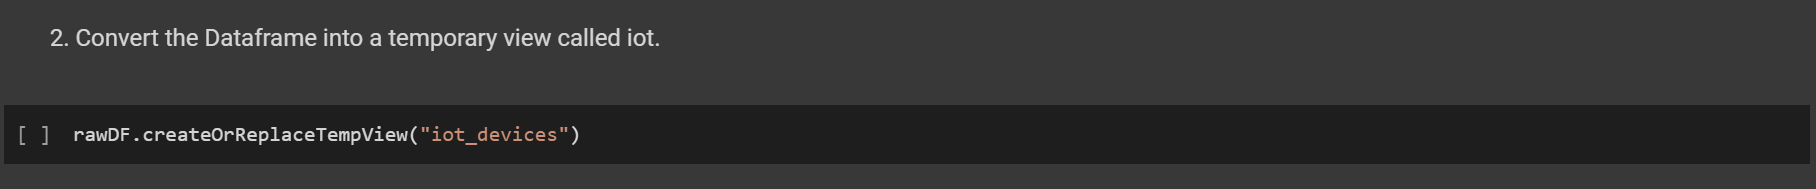 2. Convert the Dataframe into a temporary view called iot.
[ ] rawDF.createOrReplaceTempView("iot_devices")